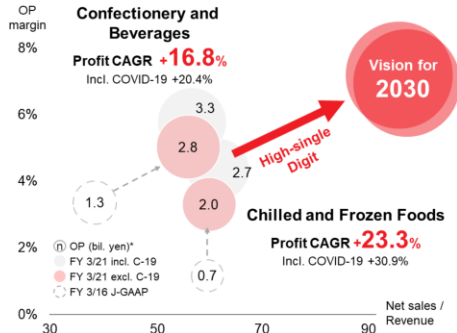 OP
margin
Confectionery and
Beverages
Profit CAGR +16.8%
Incl. COVID-19 +20.4%
8%
6%
4%
2%
0%
Vision for
2030
High-single
Digit
3.3
2.8
2.7
2.0
1.3
0.7
Chilled and Frozen Foods
Profit CAGR +23.3%
Incl. COVID-19 +30.9%
n OP (bil. yen)*
FY 3/21 incl. C-19
FY 3/21 excl. C-19
FY 3/16 J-GAAP
30
50
70
90
Net sales /
Revenue